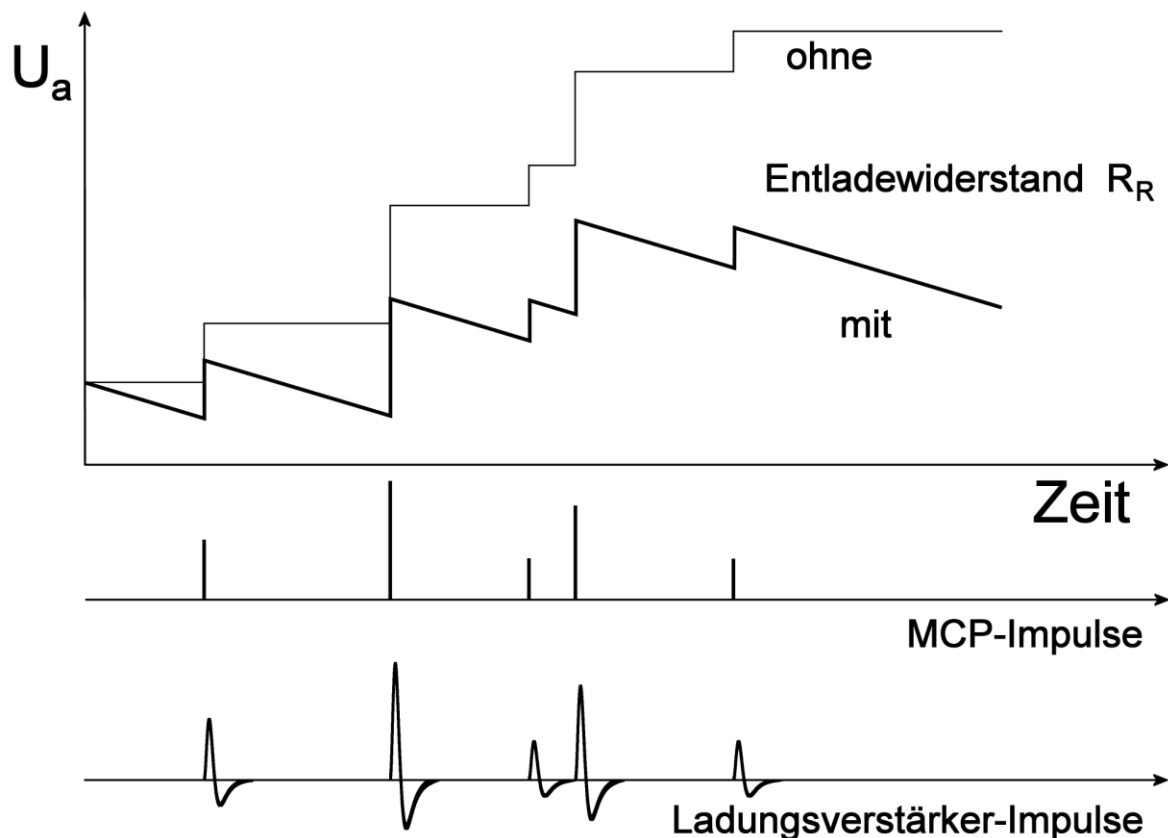 U_a
ohne
Entladewiderstand R_R
mit
Zeit
MCP-Impulse
Ladungsverstärker-Impulse